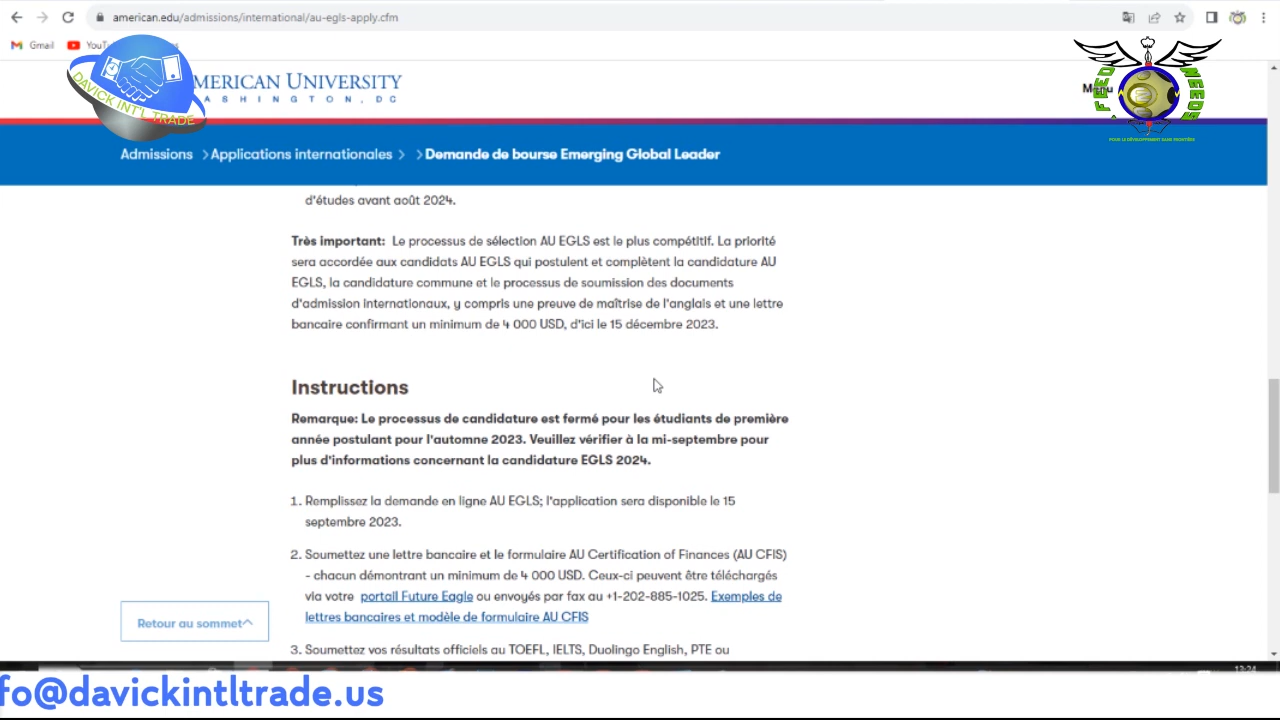 american.edu/admissions/international/au-egls-apply.cfm
Gmail
DAVICK INT'L TRADE
MERICAN UNIVERSITY
ASHINGTON, DC
FEED
NEEDS
POUR LE DÉVELOPPEMENT SANS FRONTIÈRE
Admissions > Applications internationales > > Demande de bourse Emerging Global Leader
d'études avant août 2024.
Très important: Le processus de sélection AU EGLS est le plus compétitif. La priorité
sera accordée aux candidats AU EGLS qui postulent et complètent la candidature AU
EGLS, la candidature commune et le processus de soumission des documents
d'admission internationaux, y compris une preuve de maîtrise de l'anglais et une lettre
bancaire confirmant un minimum de 4 000 USD, d'ici le 15 décembre 2023.
Instructions
Remarque: Le processus de candidature est fermé pour les étudiants de première
année postulant pour l'automne 2023. Veuillez vérifier à la mi-septembre pour
plus d'informations concernant la candidature EGLS 2024.
1. Remplissez la demande en ligne AU EGLS; l'application sera disponible le 15
septembre 2023.
2. Soumettez une lettre bancaire et le formulaire AU Certification of Finances (AU CFIS)
- chacun démontrant un minimum de 4 000 USD. Ceux-ci peuvent être téléchargés
via votre portail Future Eagle ou envoyés par fax au +1-202-885-1025. Exemples de
lettres bancaires et modèle de formulaire AU CFIS
Retour au sommet
3. Soumettez vos résultats officiels au TOEFL, IELTS, Duolingo English, PTE ou
fo@davickintltrade.us